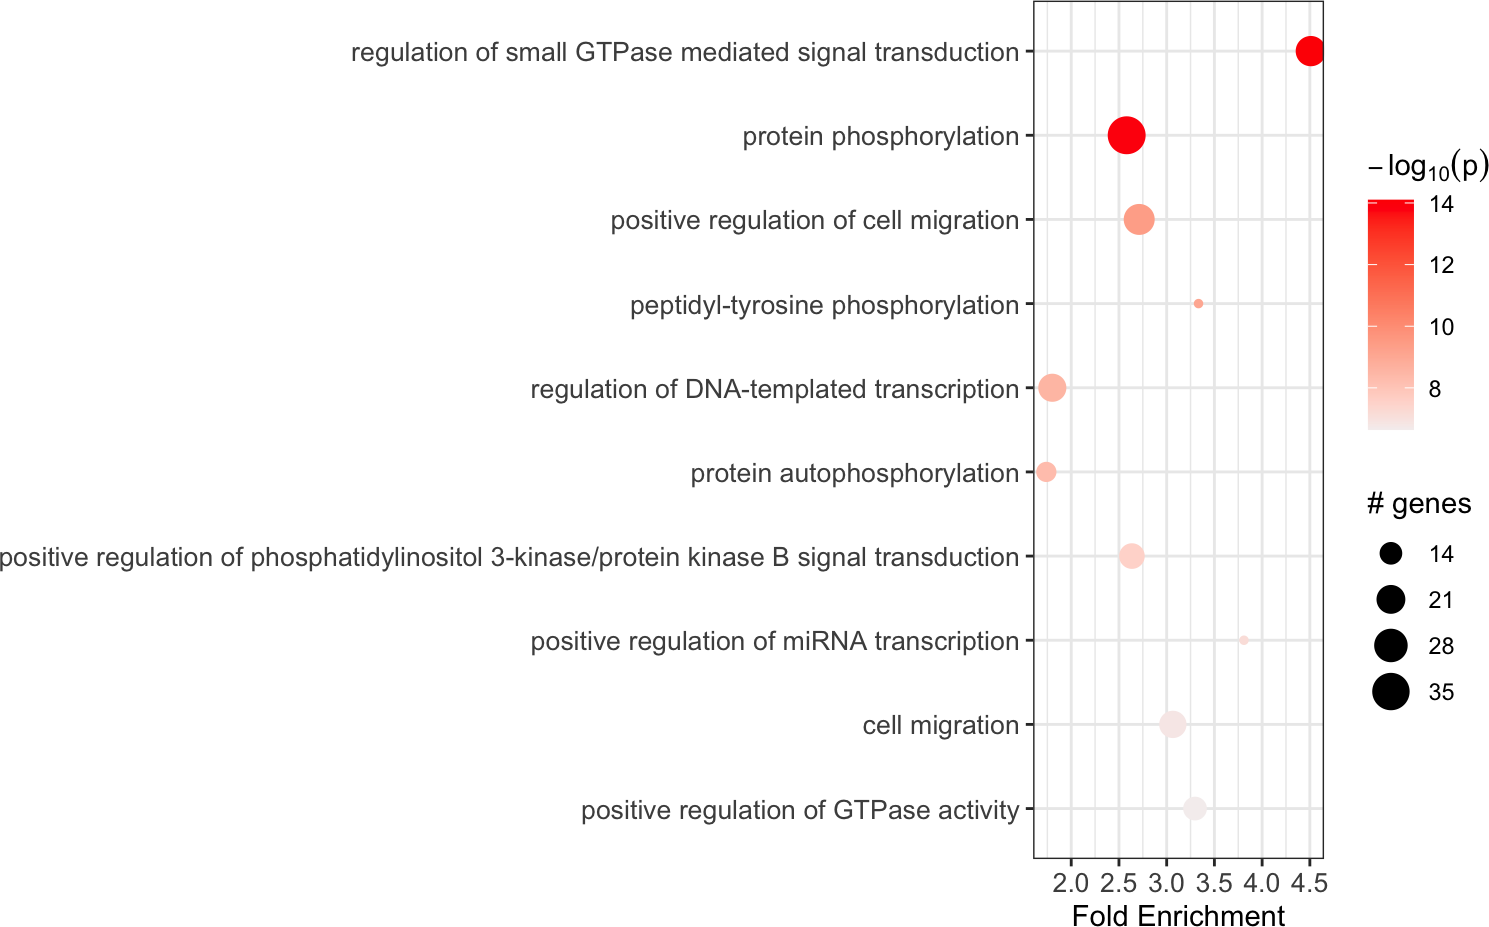 regulation of small GTPase mediated signal transduction
protein phosphorylation
positive regulation of cell migration
peptidyl-tyrosine phosphorylation
regulation of DNA-templated transcription
protein autophosphorylation
positive regulation of phosphatidylinositol 3-kinase/protein kinase B signal transduction
positive regulation of miRNA transcription
cell migration
positive regulation of GTPase activity
2.0 2.5 3.0 3.5 4.0 4.5
Fold Enrichment
−log₁₀(p)
14
12
10
8
# genes
14
21
28
35